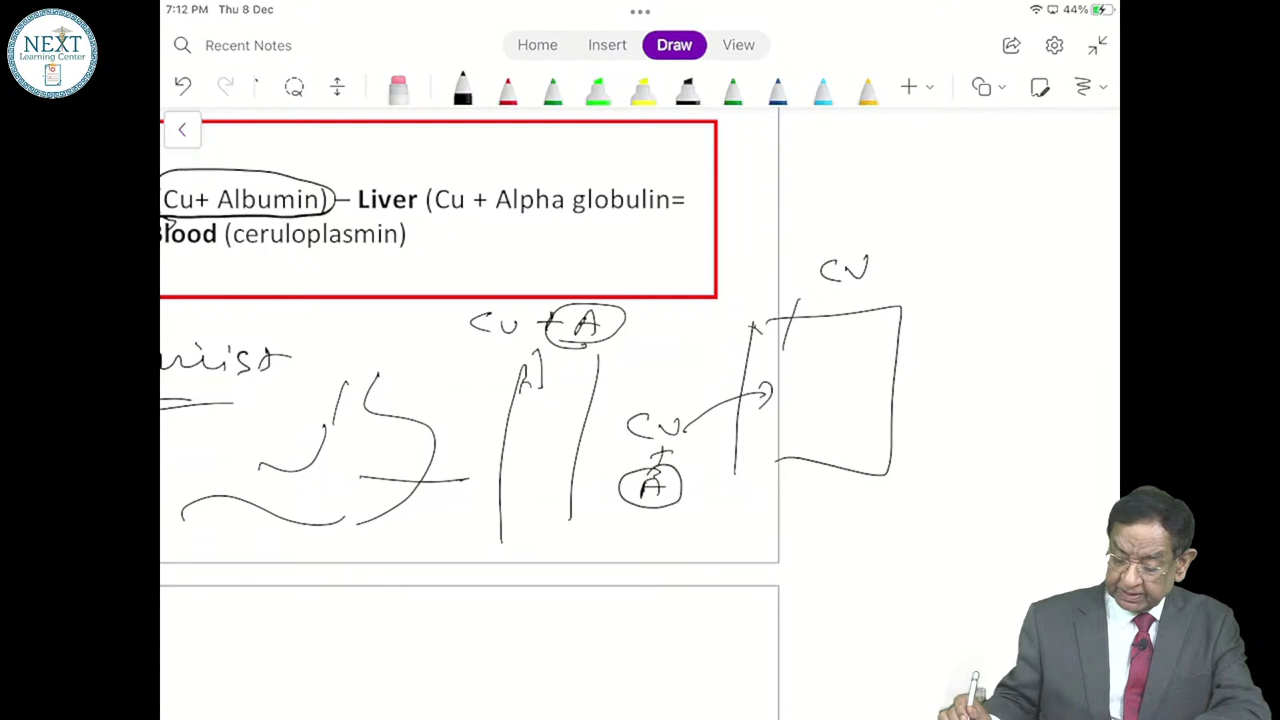 7:12 PM Thu 8 Dec
44%
NEXT
Learning Center
Recent Notes
Home Insert Draw View
(Cu+ Albumin) – Liver (Cu + Alpha globulin=
Blood (ceruloplasmin)
CU
CU + A
CU
+
A